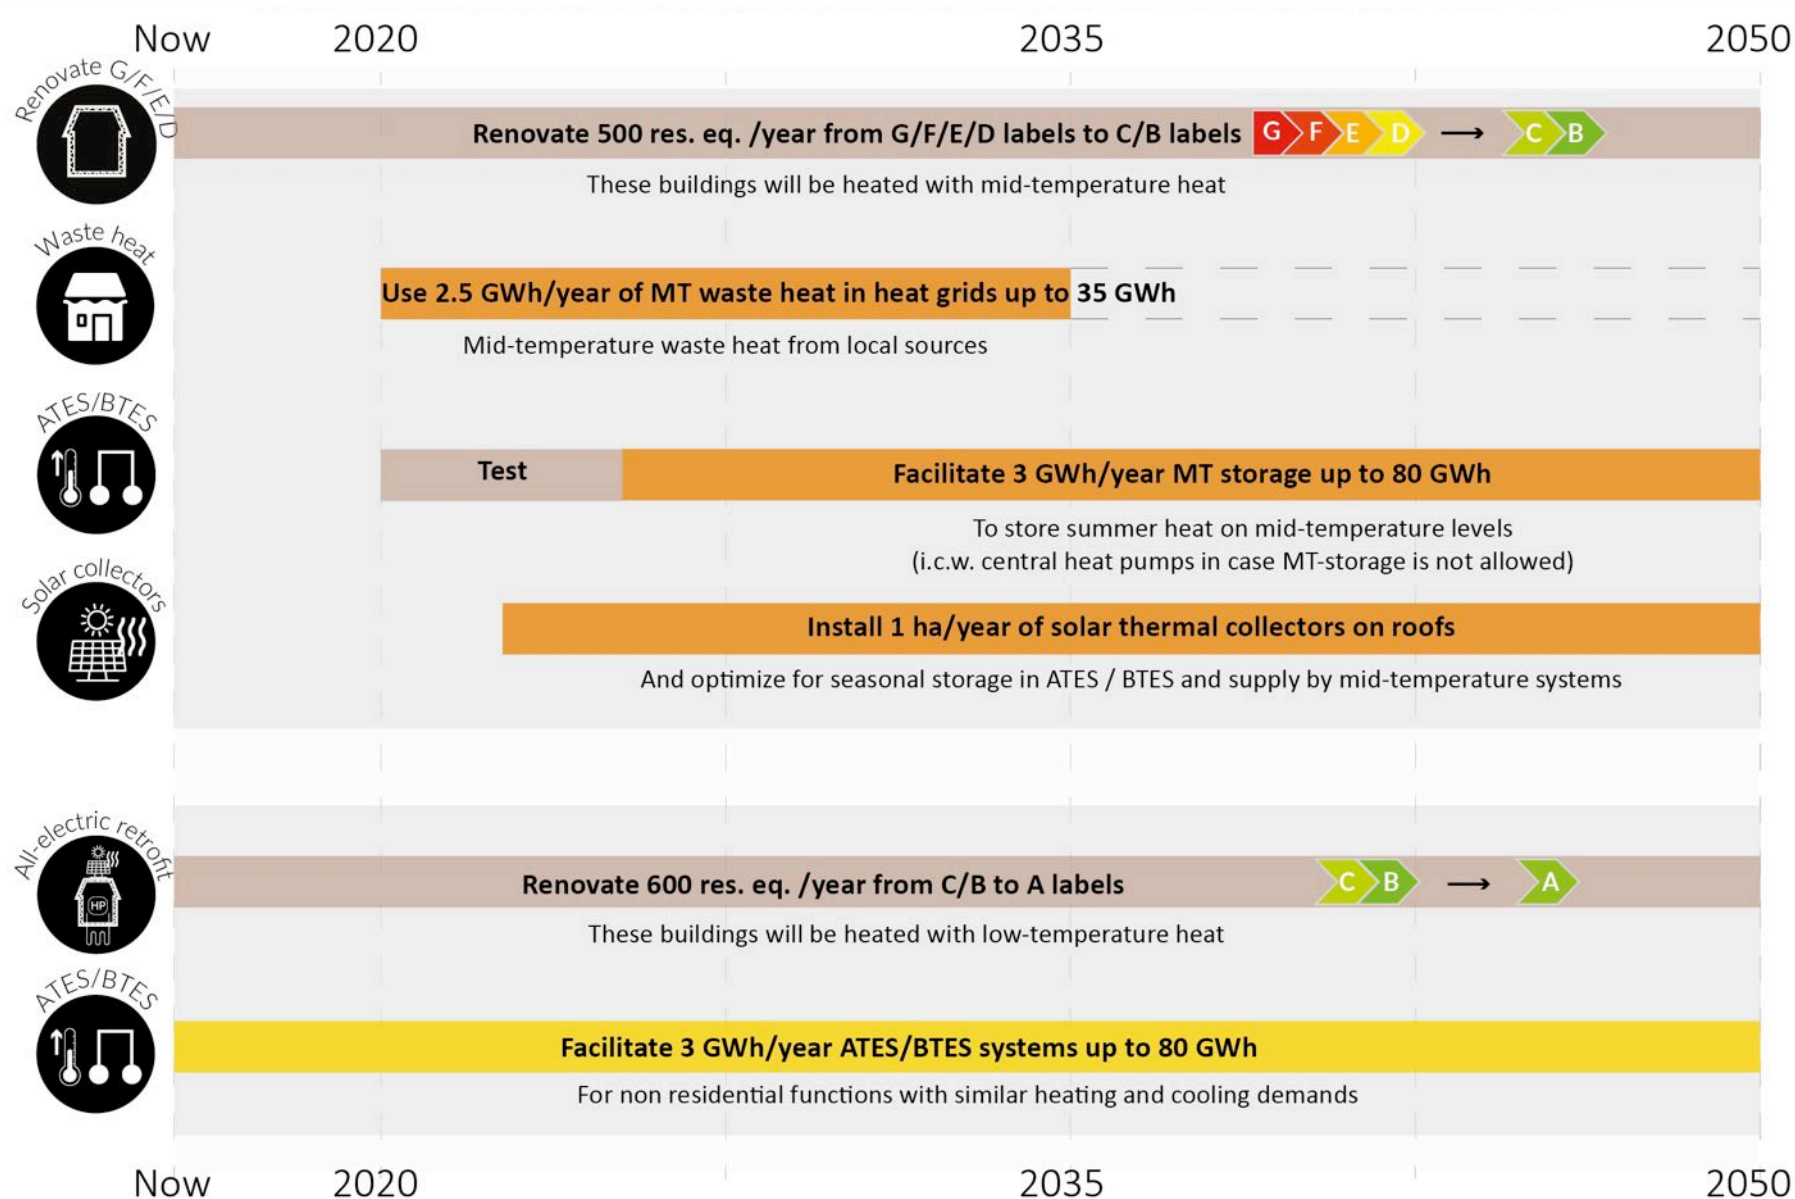 Now 2020 2035 2050
Renovate G/F/E/D
Renovate 500 res. eq. /year from G/F/E/D labels to C/B labels G F E D → C B
These buildings will be heated with mid-temperature heat
Waste heat
Use 2.5 GWh/year of MT waste heat in heat grids up to 35 GWh
Mid-temperature waste heat from local sources
ATES/BTES
Test Facilitate 3 GWh/year MT storage up to 80 GWh
To store summer heat on mid-temperature levels
(i.c.w. central heat pumps in case MT-storage is not allowed)
Solar collectors
Install 1 ha/year of solar thermal collectors on roofs
And optimize for seasonal storage in ATES / BTES and supply by mid-temperature systems
All-electric retrofit
HP
Renovate 600 res. eq. /year from C/B to A labels C B → A
These buildings will be heated with low-temperature heat
ATES/BTES
Facilitate 3 GWh/year ATES/BTES systems up to 80 GWh
For non residential functions with similar heating and cooling demands
Now 2020 2035 2050